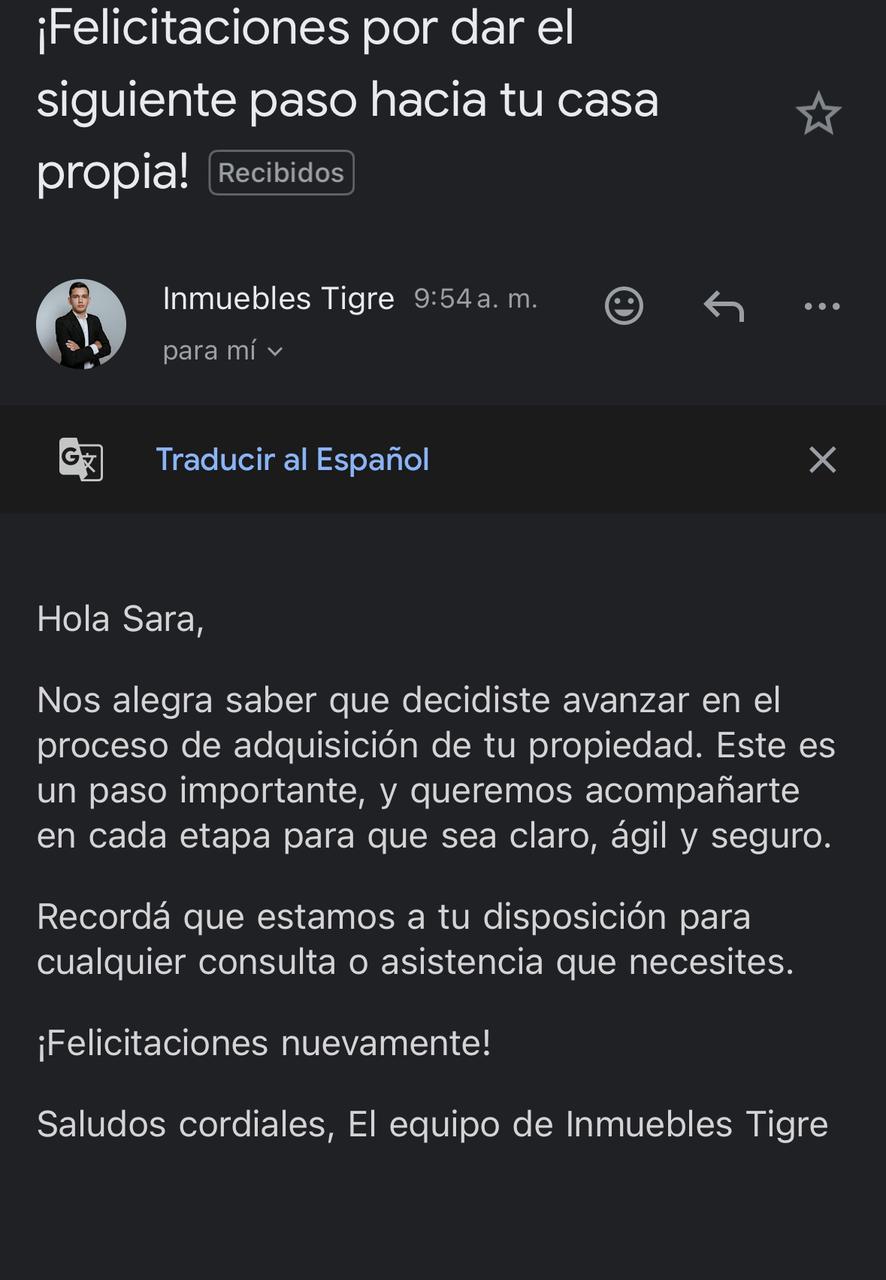 ¡Felicitaciones por dar el
siguiente paso hacia tu casa
propia! Recibidos
Inmuebles Tigre 9:54 a. m.
para mí
G文
Traducir al Español
Hola Sara,
Nos alegra saber que decidiste avanzar en el
proceso de adquisición de tu propiedad. Este es
un paso importante, y queremos acompañarte
en cada etapa para que sea claro, ágil y seguro.
Recordá que estamos a tu disposición para
cualquier consulta o asistencia que necesites.
¡Felicitaciones nuevamente!
Saludos cordiales, El equipo de Inmuebles Tigre